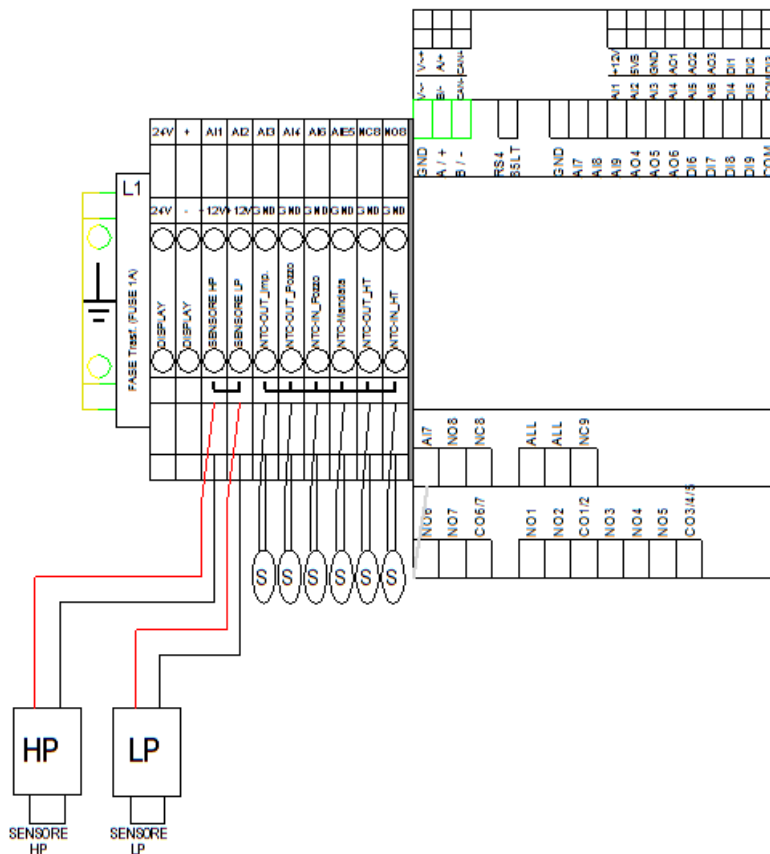 V~+ A/+ CAN+
+12V 5VS GND AO1 AO2 AO3 DI1 DI2 DI3
V~- B/- CAN-
AI1 AI2 AI3 AI4 AI5 AI6 DI4 DI5 COM
24V + AI1 AI2 AI3 AI4 AI6 AIE5 NC8 NO8
GND A / + B / - RS4 85LT GND AI7 AI8 AI9 AO4 AO5 AO6 DI6 DI7 DI8 DI9 COM
L1
24V - +12V +12V GND GND GND GND GND GND
FASE Trasf. (FUSE 1A)
DISPLAY
DISPLAY
SENSORE HP
SENSORE LP
NTC-OUT_Imp.
NTC-OUT_Pozzo
NTC-IN_Pozzo
NTC-Mandata
NTC-OUT_HT
NTC-IN_HT
AI7 NO8 NC8 ALL ALL NC9
NO6 NO7 CO6/7 NO1 NO2 CO1/2 NO3 NO4 NO5 CO3/4/5
S S S S S S
HP LP
SENSORE SENSORE
HP LP